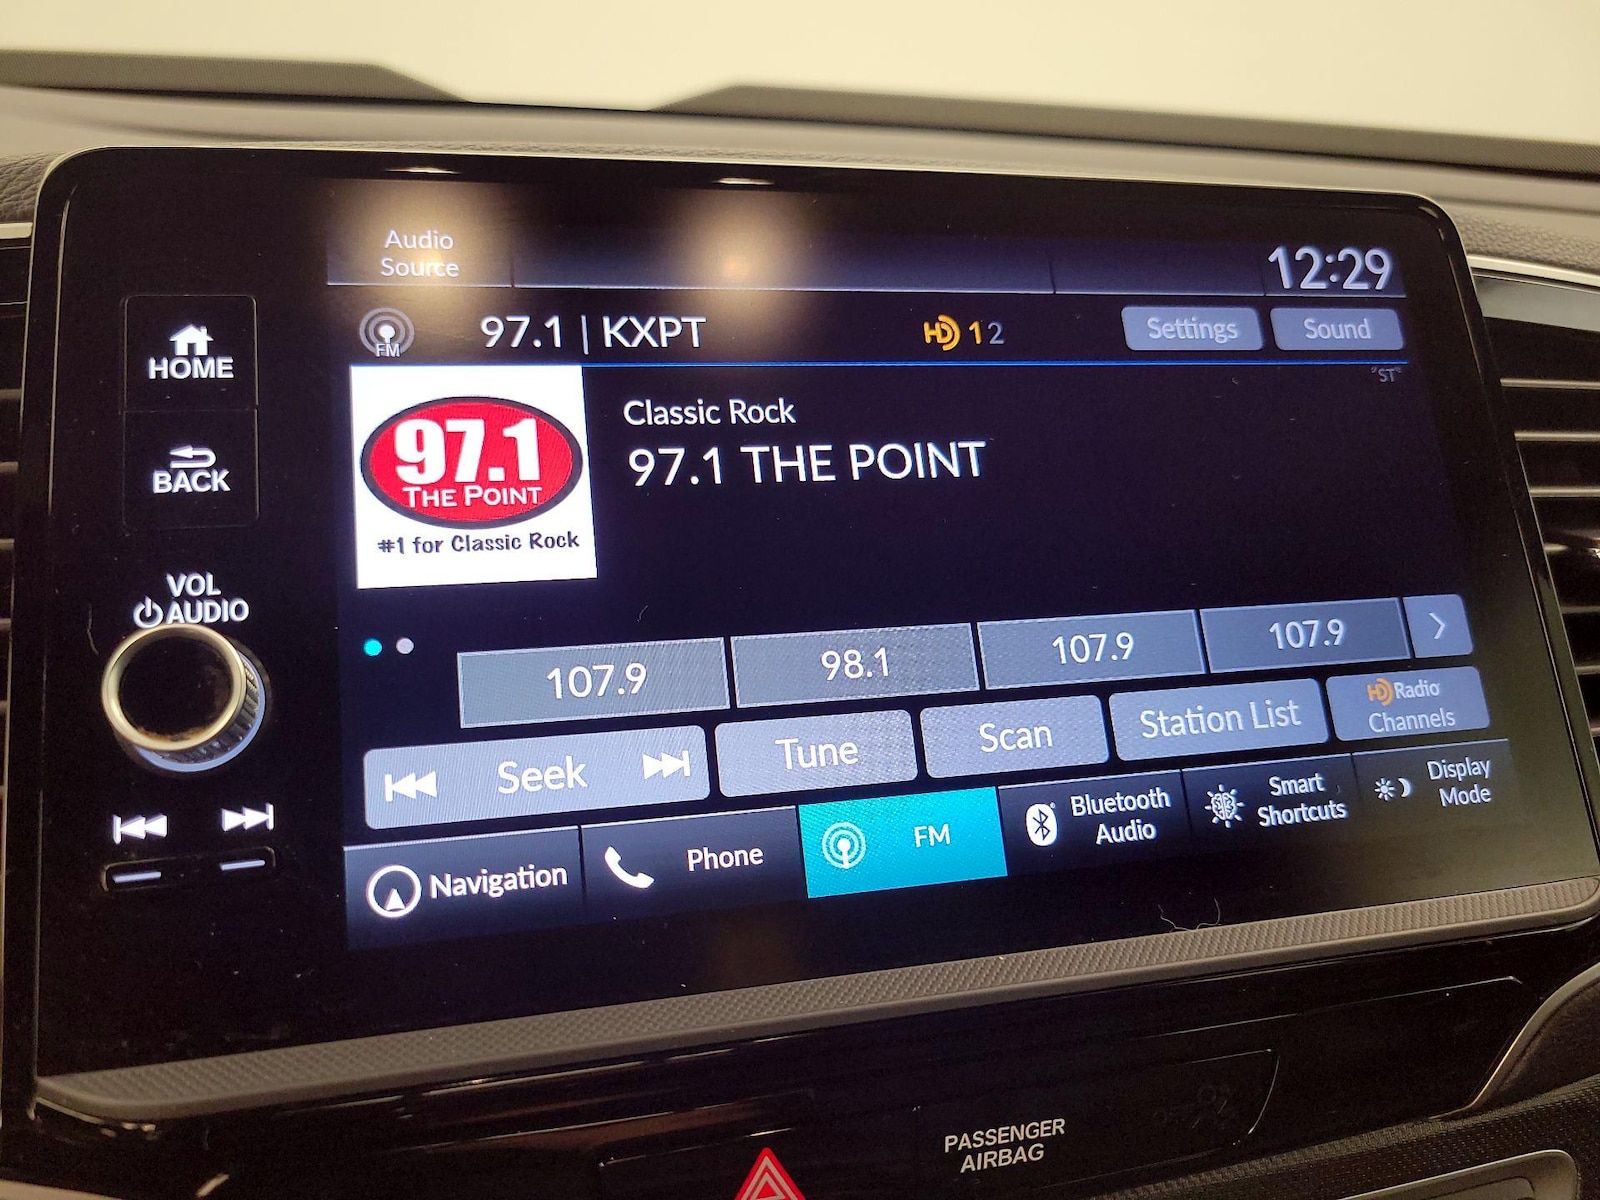 Audio
Source
12:29
FM
97.1 | KXPT
HD 1 2
Settings
Sound
"ST"
HOME
BACK
VOL
AUDIO
97.1
THE POINT
#1 for Classic Rock
Classic Rock
97.1 THE POINT
107.9
98.1
107.9
107.9
Seek
Tune
Scan
Station List
HD Radio
Channels
Navigation
Phone
FM
Bluetooth
Audio
Smart
Shortcuts
Display
Mode
PASSENGER
AIRBAG